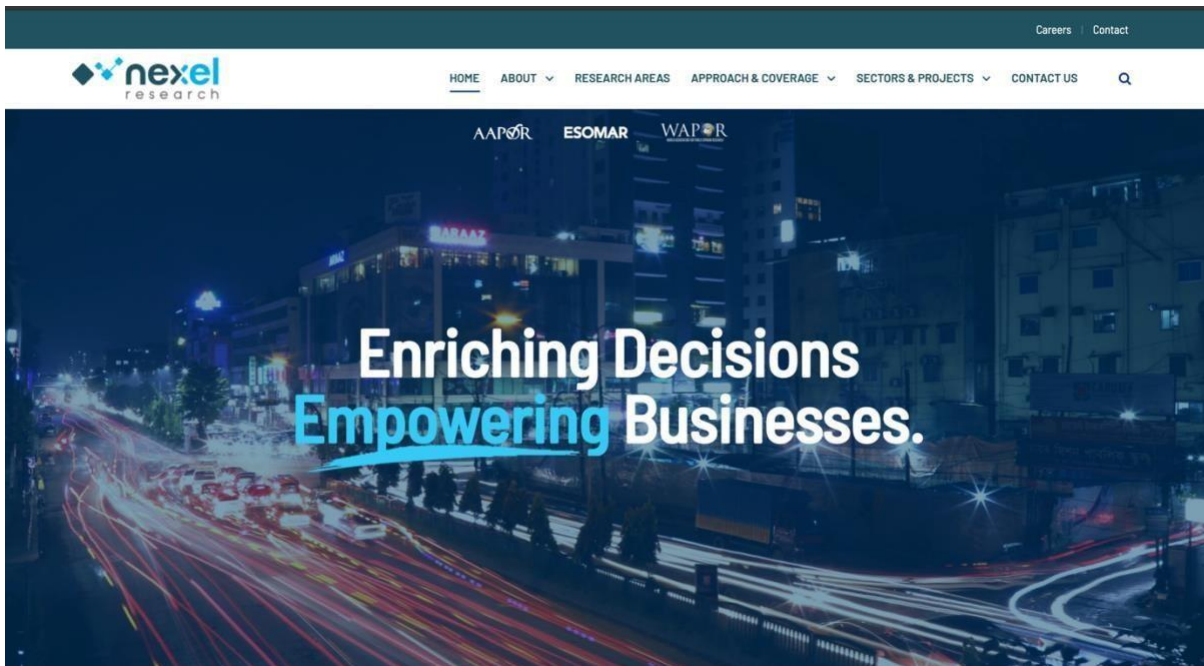 Careers | Contact
nexel
research
HOME ABOUT RESEARCH AREAS APPROACH & COVERAGE SECTORS & PROJECTS CONTACT US
AAPOR ESOMAR WAPOR
Enriching Decisions
Empowering Businesses.